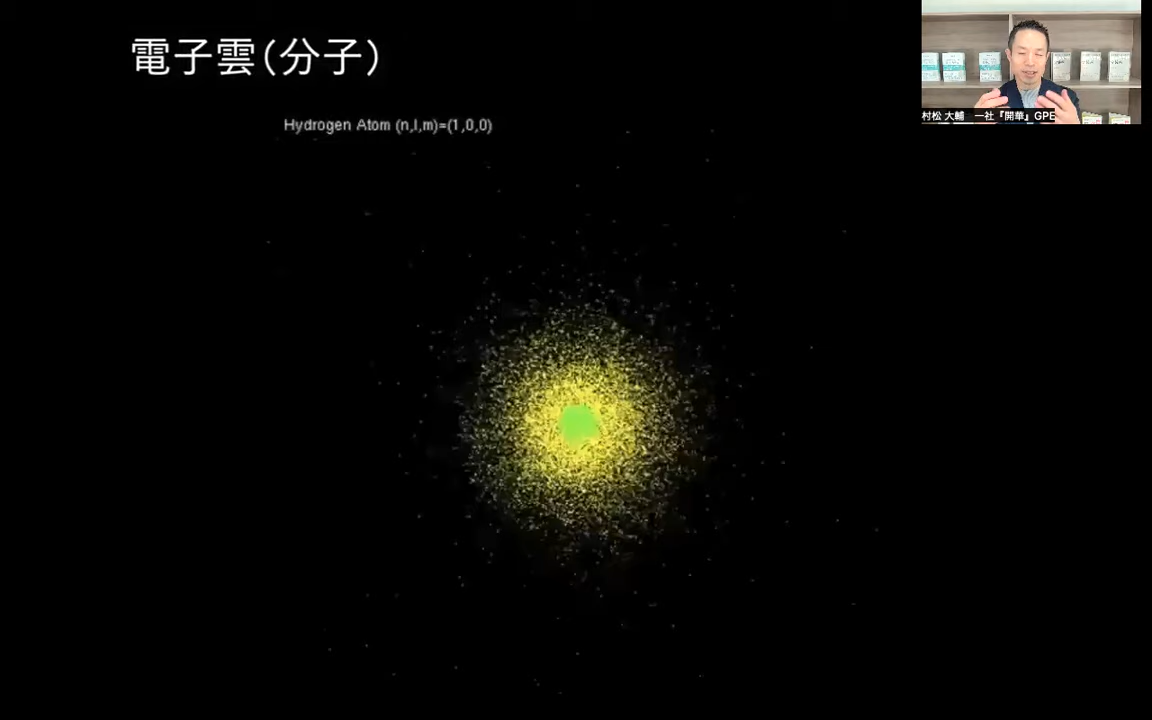 電子雲(分子)
Hydrogen Atom (n,l,m)=(1,0,0)
村松 大輔 一社『開華』GPE